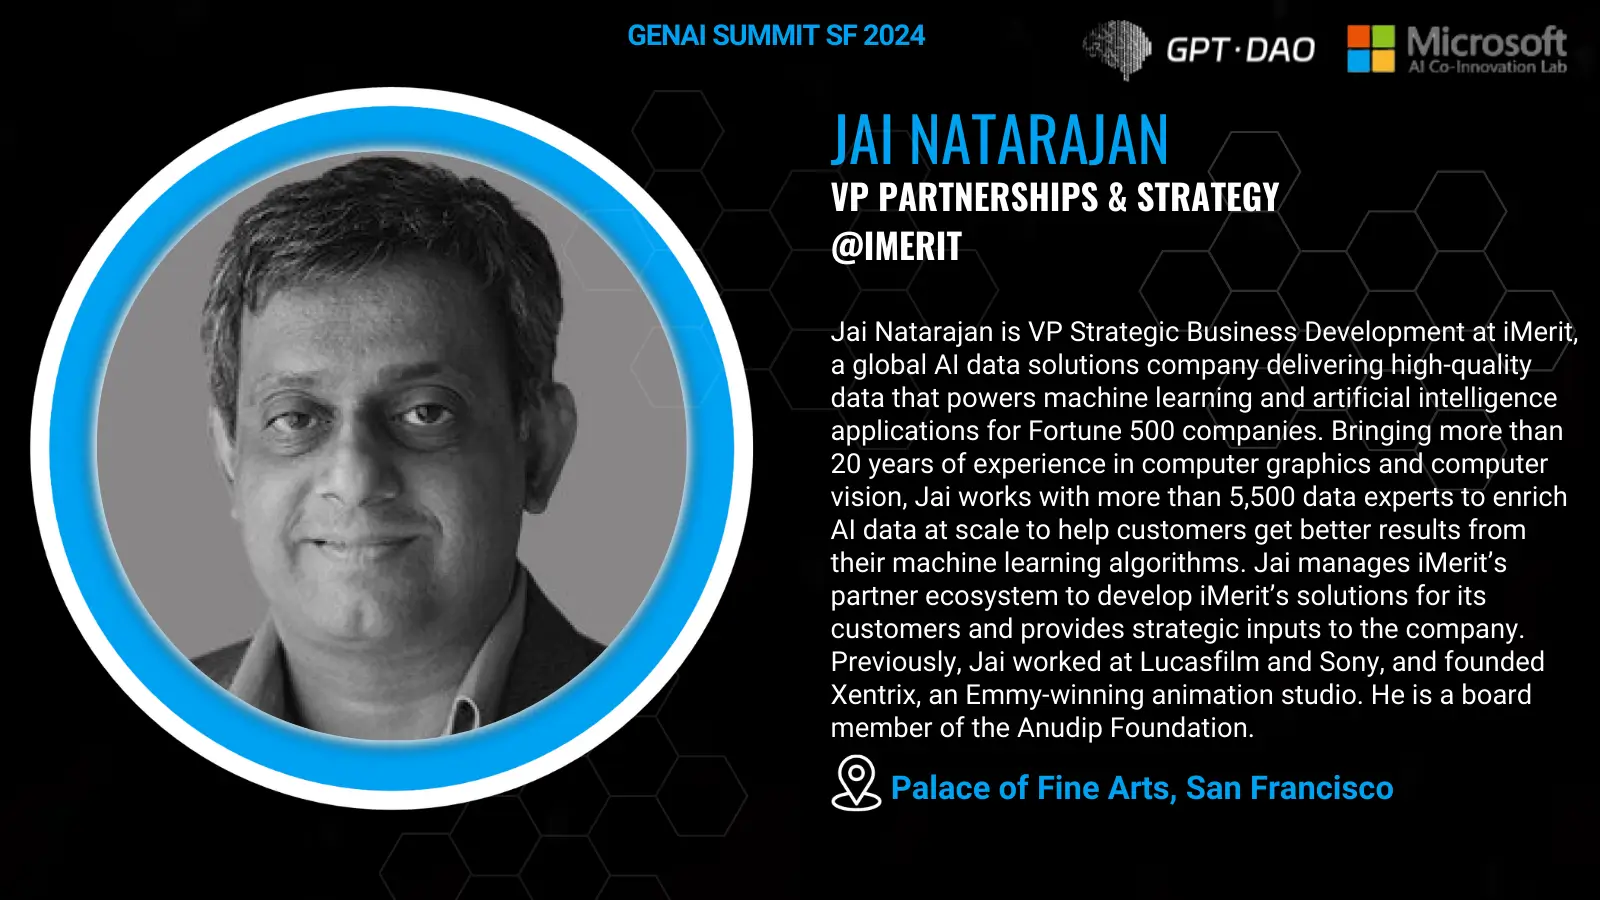 GENAI SUMMIT SF 2024
GPT·DAO
Microsoft
AI Co-Innovation Lab
JAI NATARAJAN
VP PARTNERSHIPS & STRATEGY
@IMERIT
Jai Natarajan is VP Strategic Business Development at iMerit,
a global AI data solutions company delivering high-quality
data that powers machine learning and artificial intelligence
applications for Fortune 500 companies. Bringing more than
20 years of experience in computer graphics and computer
vision, Jai works with more than 5,500 data experts to enrich
AI data at scale to help customers get better results from
their machine learning algorithms. Jai manages iMerit’s
partner ecosystem to develop iMerit’s solutions for its
customers and provides strategic inputs to the company.
Previously, Jai worked at Lucasfilm and Sony, and founded
Xentrix, an Emmy-winning animation studio. He is a board
member of the Anudip Foundation.
Palace of Fine Arts, San Francisco